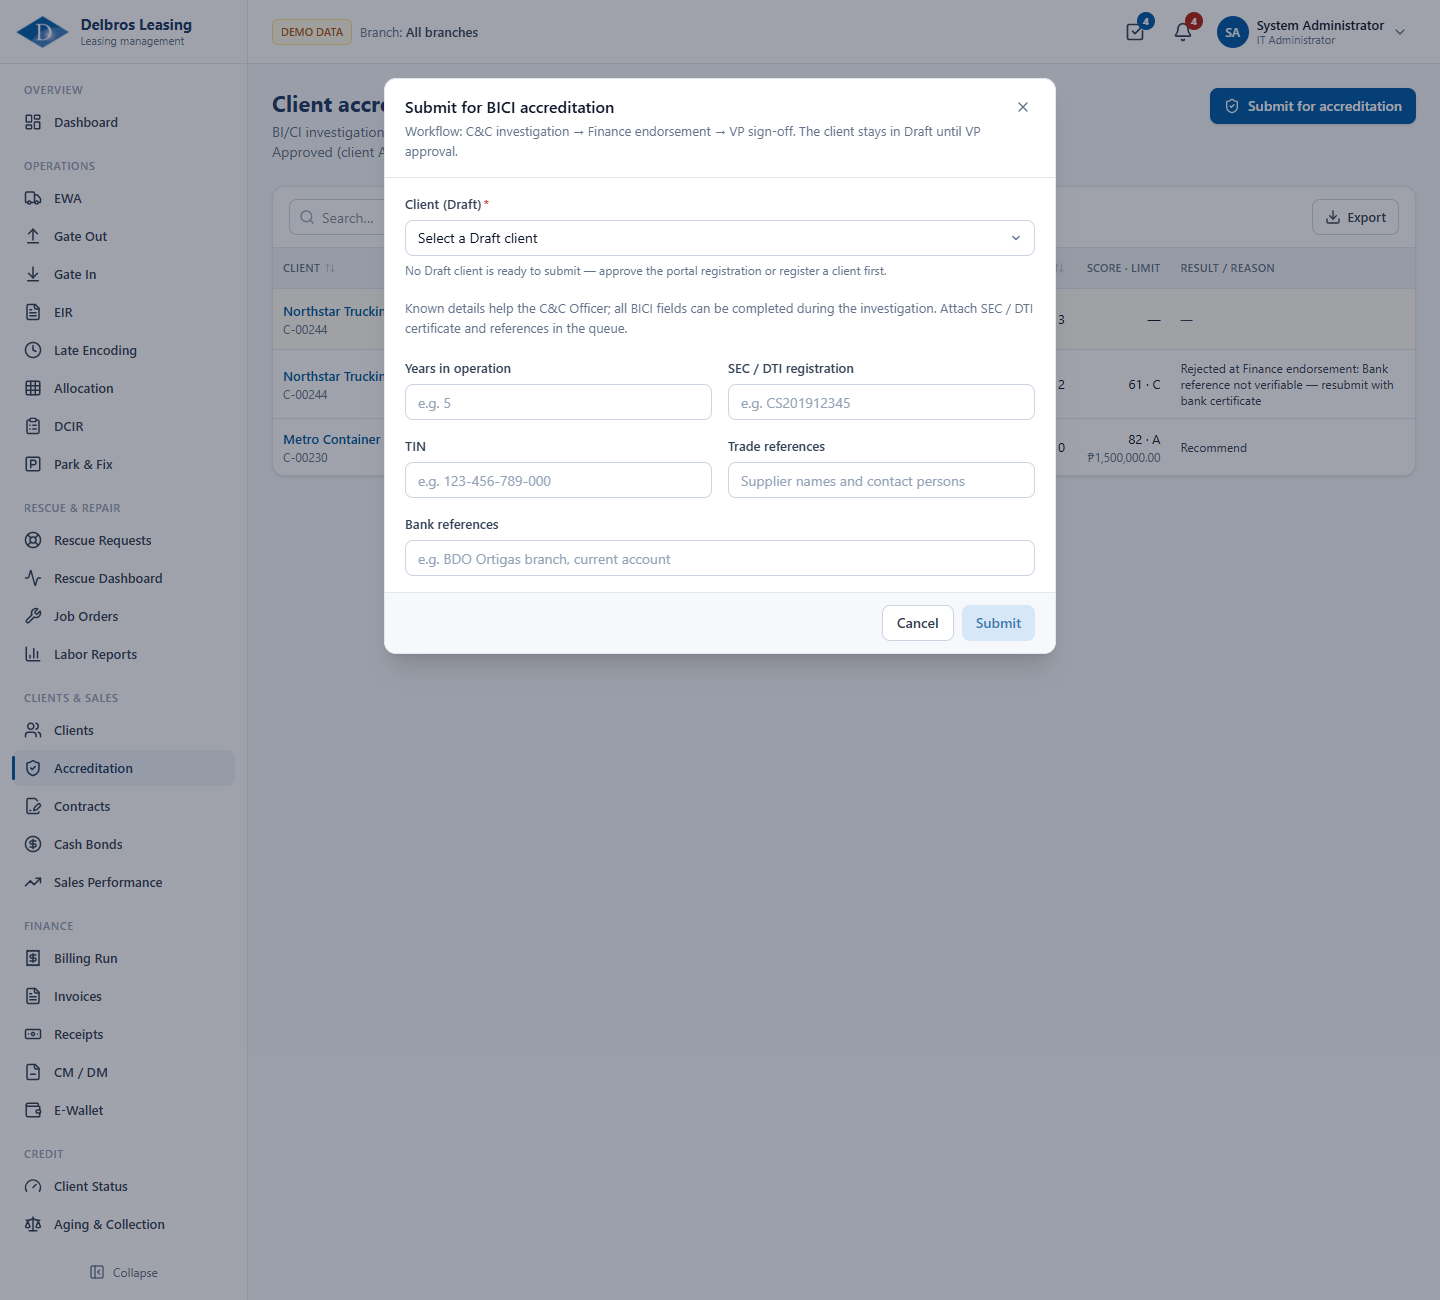 Delbros Leasing
Leasing management
DEMO DATA
Branch: All branches
4
4
SA
System Administrator
IT Administrator
OVERVIEW
Dashboard
OPERATIONS
EWA
Gate Out
Gate In
EIR
Late Encoding
Allocation
DCIR
Park & Fix
RESCUE & REPAIR
Rescue Requests
Rescue Dashboard
Job Orders
Labor Reports
CLIENTS & SALES
Clients
Accreditation
Contracts
Cash Bonds
Sales Performance
FINANCE
Billing Run
Invoices
Receipts
CM / DM
E-Wallet
CREDIT
Client Status
Aging & Collection
Collapse
Client accr
BI/CI investigation
Approved (client A
Submit for accreditation
Search...
Export
CLIENT
SCORE · LIMIT
RESULT / REASON
Northstar Truckin
C-00244
3
—
—
Northstar Truckin
C-00244
2
61 · C
Rejected at Finance endorsement: Bank
reference not verifiable — resubmit with
bank certificate
Metro Container
C-00230
0
82 · A
₱1,500,000.00
Recommend
Submit for BICI accreditation
Workflow: C&C investigation → Finance endorsement → VP sign-off. The client stays in Draft until VP
approval.
Client (Draft) *
Select a Draft client
No Draft client is ready to submit — approve the portal registration or register a client first.
Known details help the C&C Officer; all BICI fields can be completed during the investigation. Attach SEC / DTI
certificate and references in the queue.
Years in operation
e.g. 5
SEC / DTI registration
e.g. CS201912345
TIN
e.g. 123-456-789-000
Trade references
Supplier names and contact persons
Bank references
e.g. BDO Ortigas branch, current account
Cancel
Submit